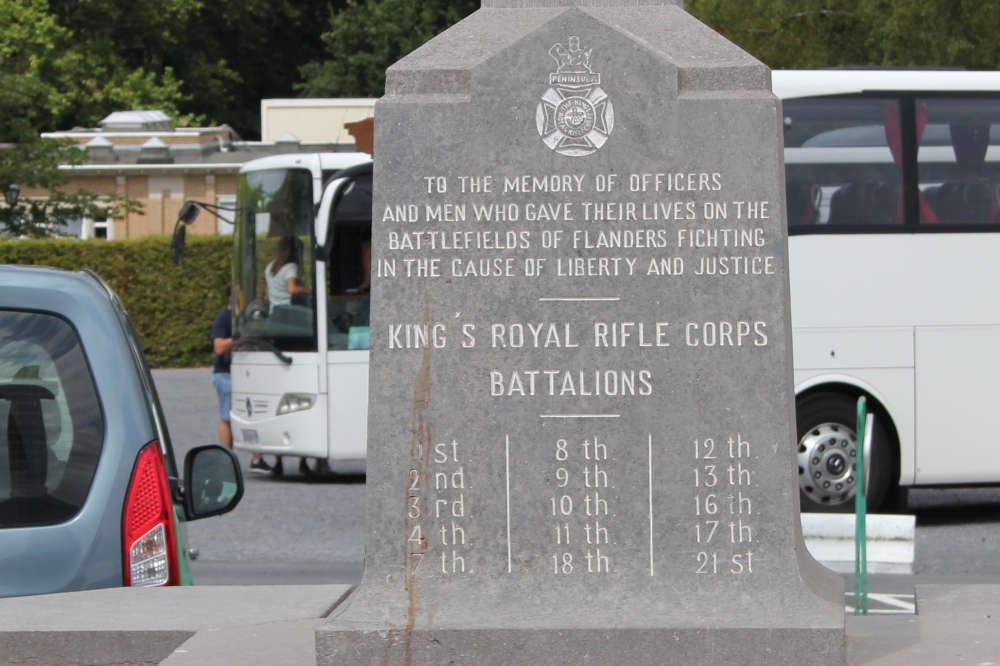 PENINSULA
TO THE MEMORY OF OFFICERS
AND MEN WHO GAVE THEIR LIVES ON THE
BATTLEFIELDS OF FLANDERS FIGHTING
IN THE CAUSE OF LIBERTY AND JUSTICE
KING'S ROYAL RIFLE CORPS
BATTALIONS
1 st. 8 th. 12 th.
2 nd. 9 th. 13 th.
3 rd. 10 th. 16 th.
4 th. 11 th. 17 th.
7 th. 18 th. 21 st